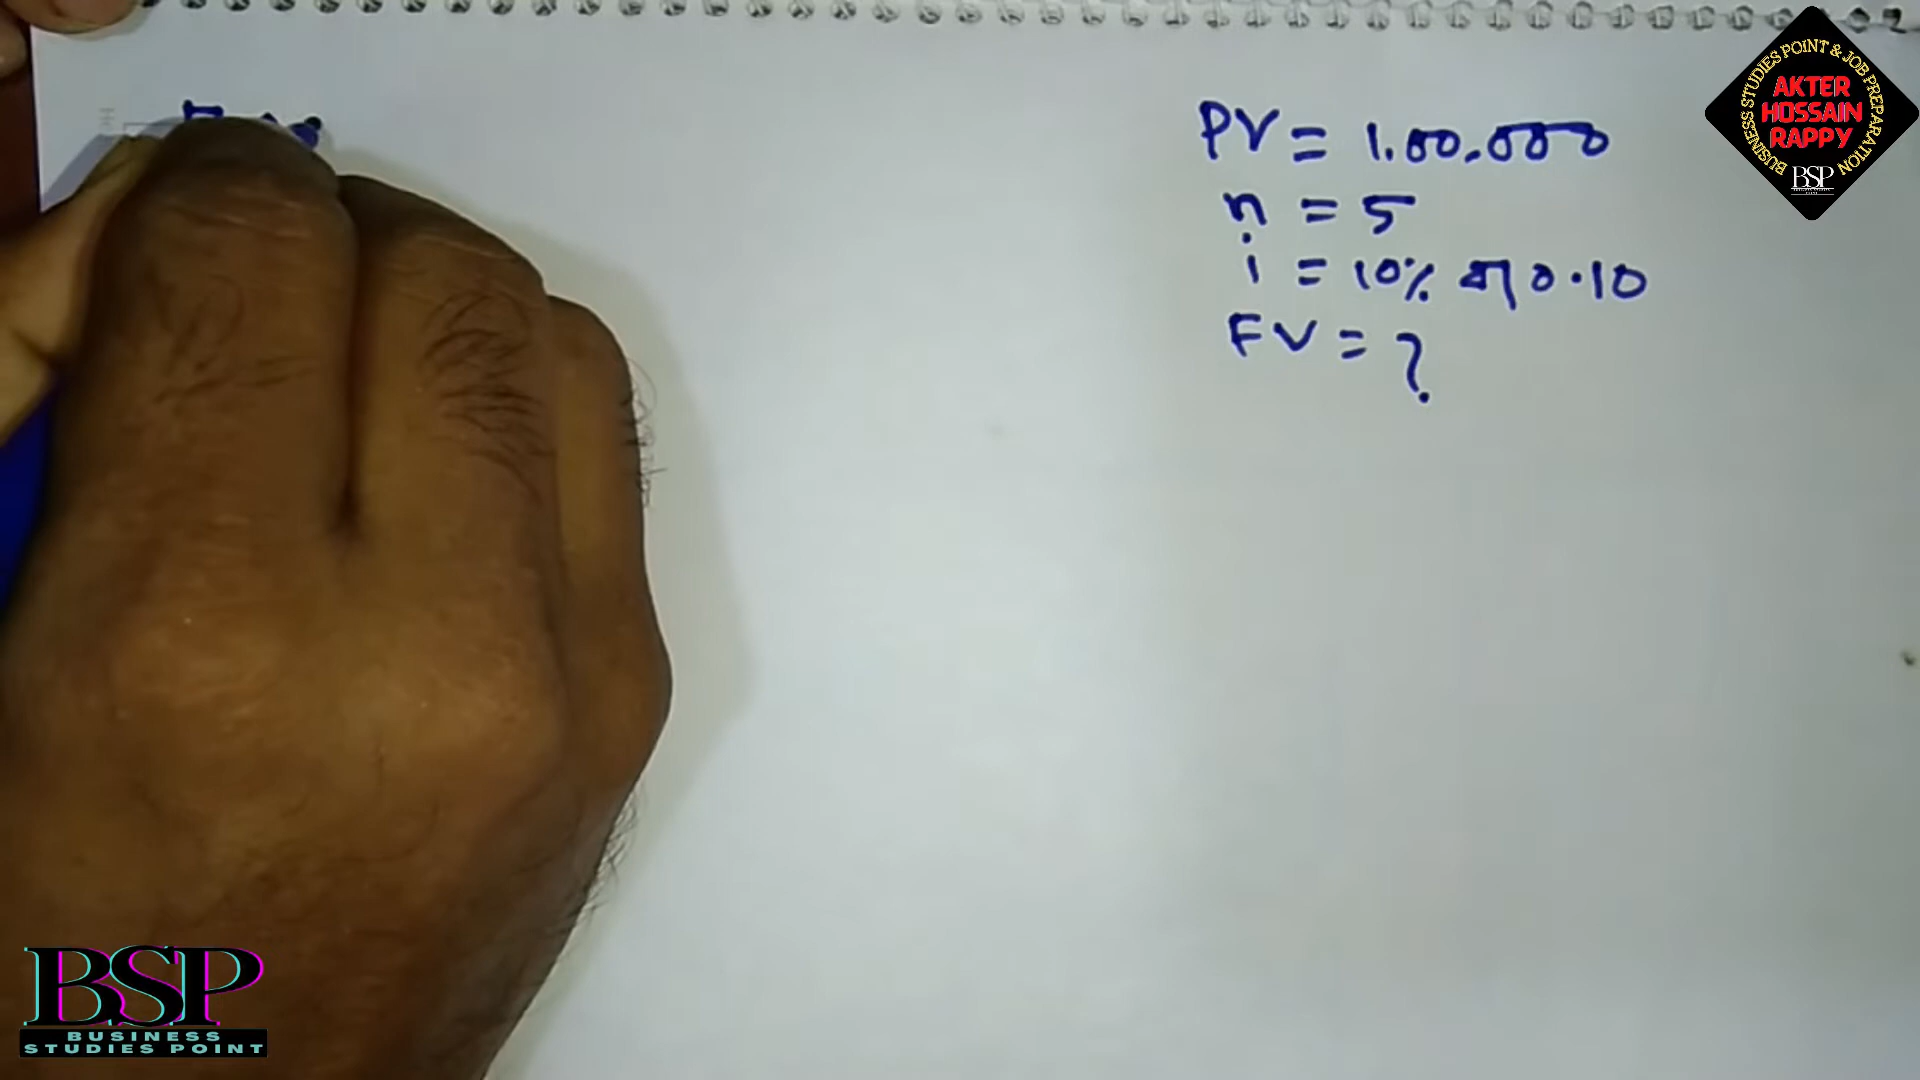 PV = 1,00,000
n = 5
i = 10% বা 0.10
FV = ?
BUSINESS STUDIES POINT & JOB PREPARATION
AKTER
HOSSAIN
RAPPY
BSP
BSP
BUSINESS
STUDIES POINT